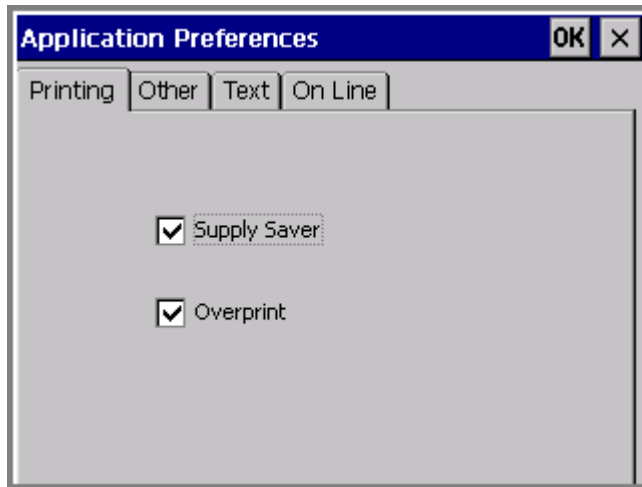 Application Preferences OK ×
Printing Other Text On Line
Supply Saver
Overprint